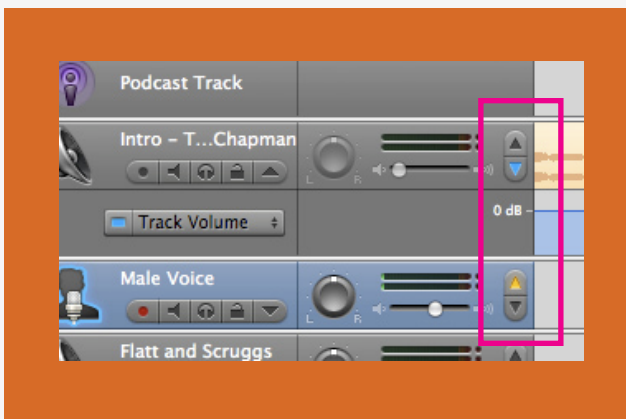 Podcast Track
Intro – T...Chapman
L R
Track Volume
0 dB
Male Voice
L R
Flatt and Scruggs